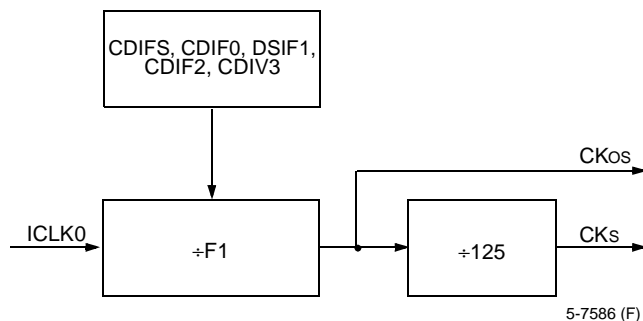 CDIFS, CDIF0, DSIF1,
CDIF2, CDIV3
CKOS
ICLK0
÷F1
÷125
CKS
5-7586 (F)